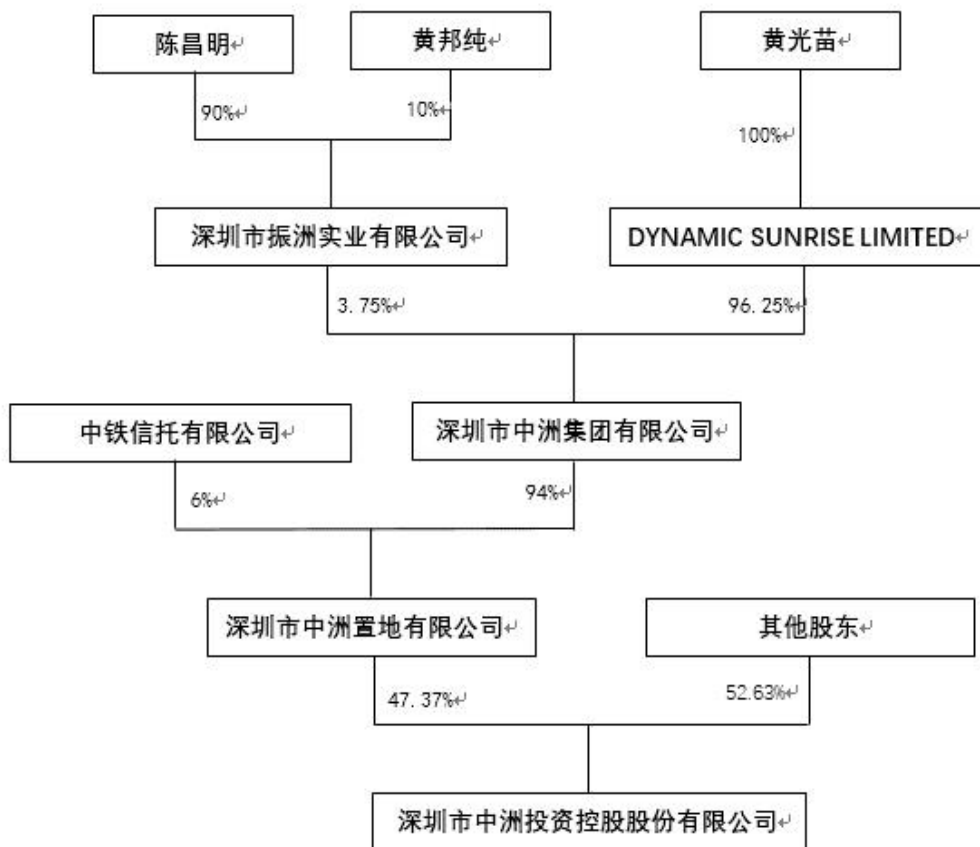 陈昌明
黄邦纯
黄光苗
90%
10%
100%
深圳市振洲实业有限公司
DYNAMIC SUNRISE LIMITED
3.75%
96.25%
中铁信托有限公司
深圳市中洲集团有限公司
6%
94%
深圳市中洲置地有限公司
其他股东
47.37%
52.63%
深圳市中洲投资控股股份有限公司